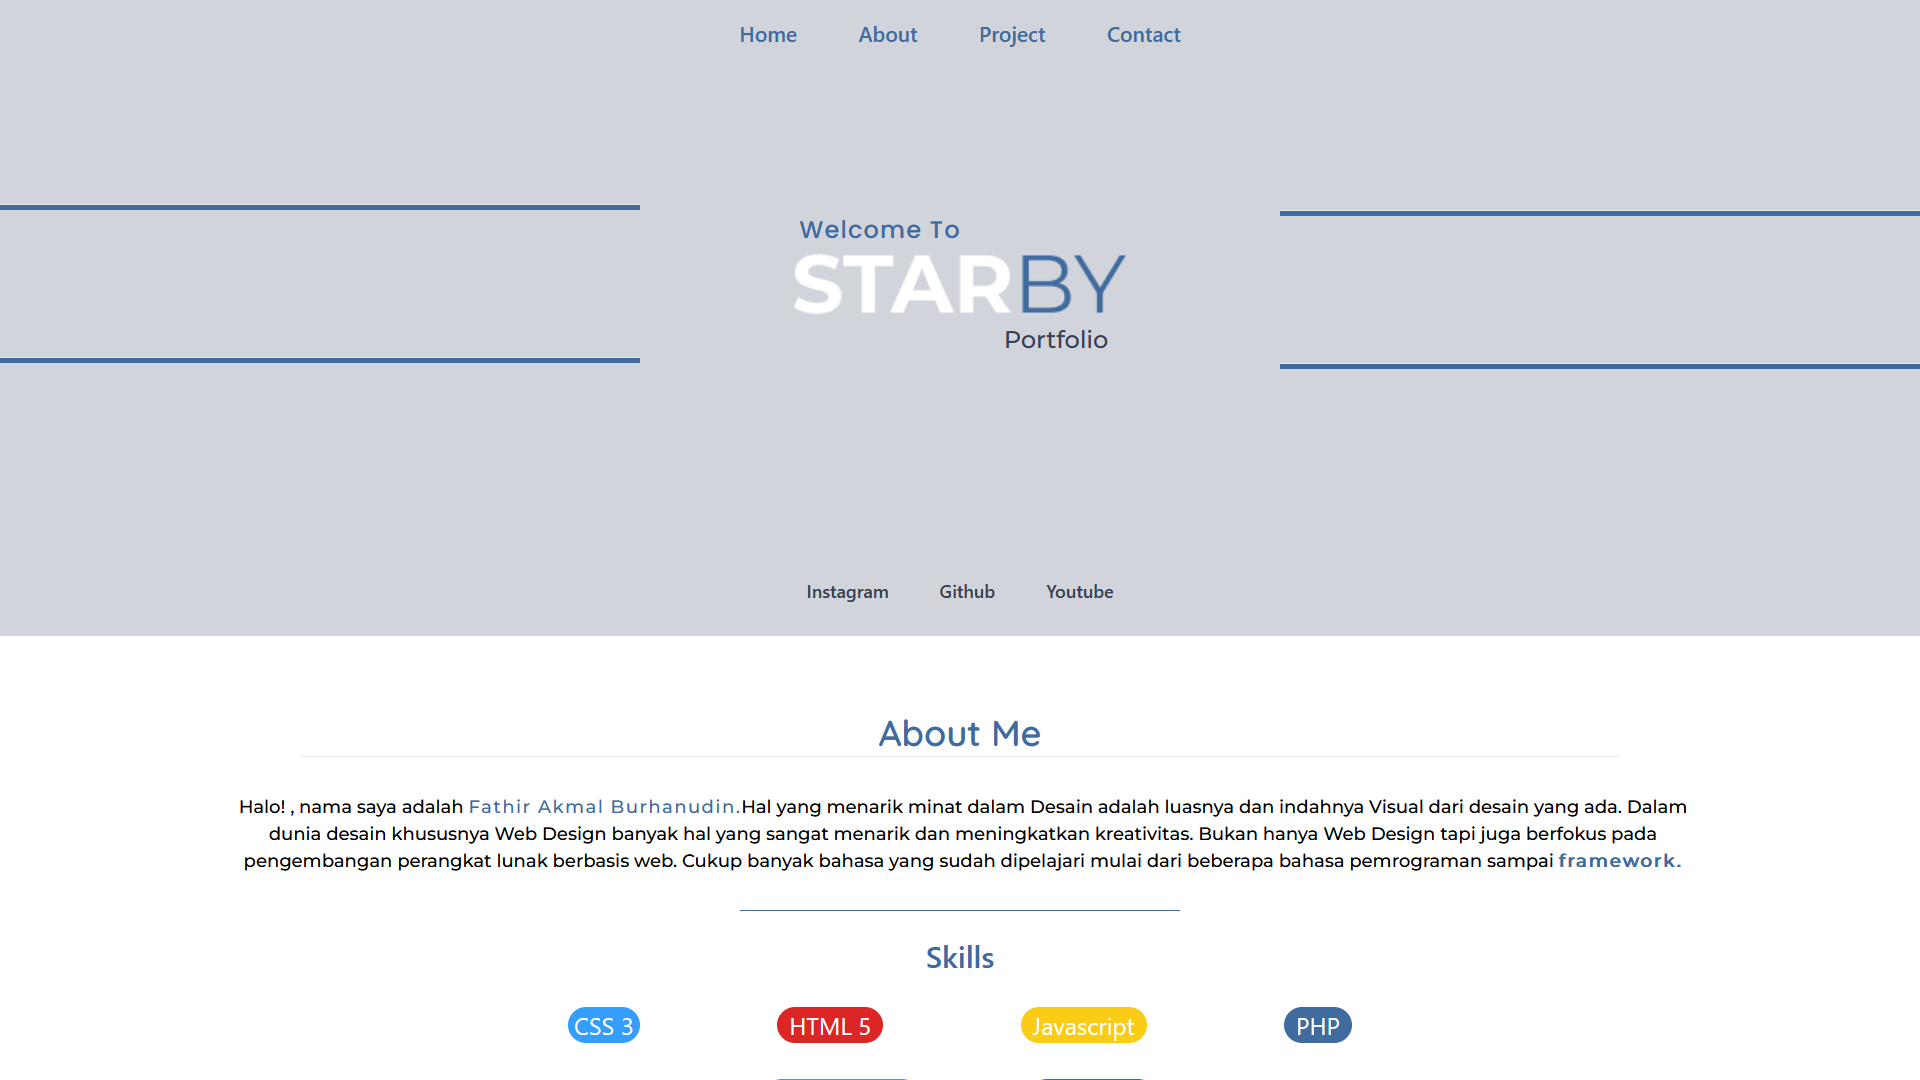 Home About Project Contact
Welcome To
STARBY
Portfolio
Instagram Github Youtube
About Me
Halo! , nama saya adalah Fathir Akmal Burhanudin.Hal yang menarik minat dalam Desain adalah luasnya dan indahnya Visual dari desain yang ada. Dalam
dunia desain khususnya Web Design banyak hal yang sangat menarik dan meningkatkan kreativitas. Bukan hanya Web Design tapi juga berfokus pada
pengembangan perangkat lunak berbasis web. Cukup banyak bahasa yang sudah dipelajari mulai dari beberapa bahasa pemrograman sampai framework.
Skills
CSS 3 HTML 5 Javascript PHP